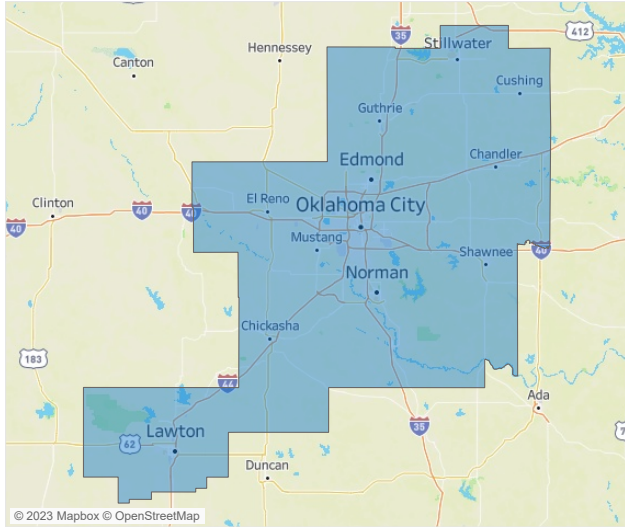 35
Stillwater
412
Hennessey
Canton
Cushing
Guthrie
Edmond
Chandler
El Reno
Clinton
40
40
40
Oklahoma City
Mustang
Shawnee
40
Norman
Chickasha
183
44
Ada
35
Lawton
62
Duncan
7
© 2023 Mapbox © OpenStreetMap